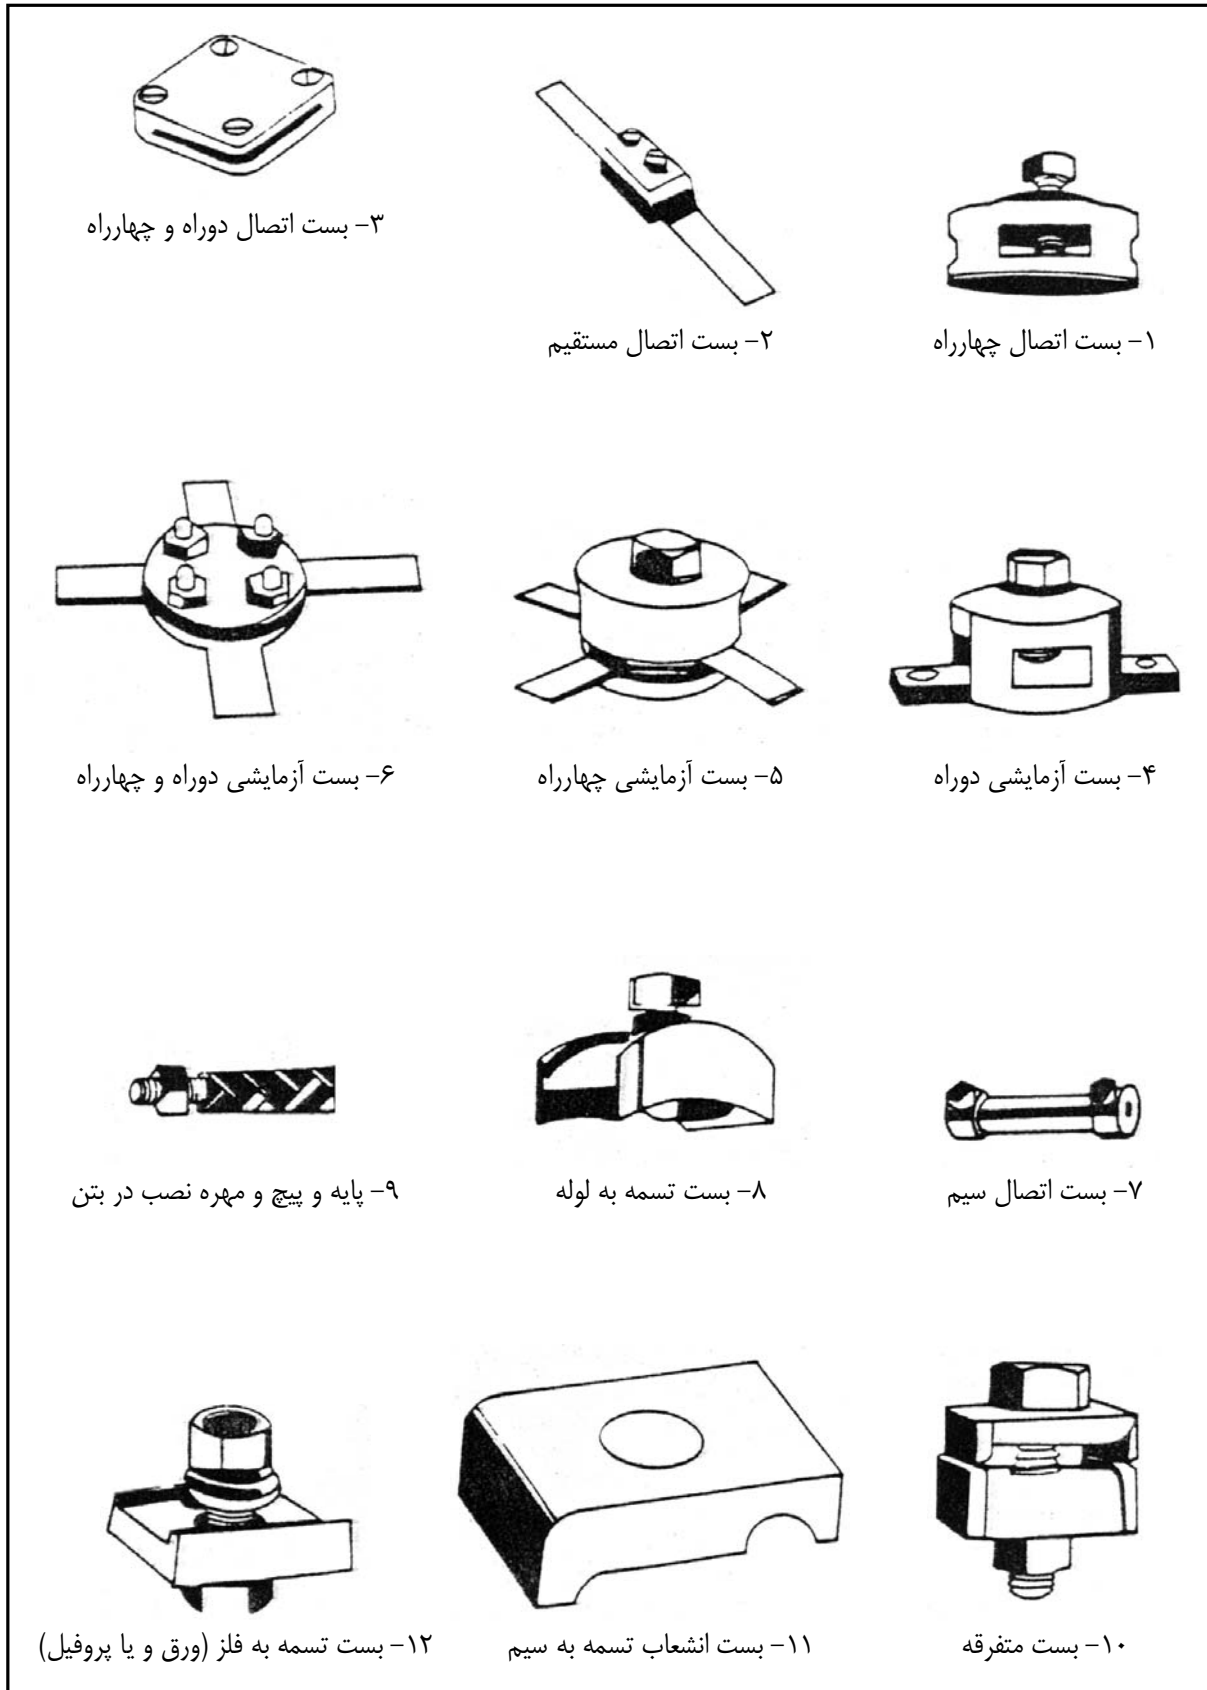 ۱- بست اتصال چهارراه
۲- بست اتصال مستقیم
۳- بست اتصال دوراه و چهارراه
۴- بست آزمایشی دوراه
۵- بست آزمایشی چهارراه
۶- بست آزمایشی دوراه و چهارراه
۷- بست اتصال سیم
۸- بست تسمه به لوله
۹- پایه و پیچ و مهره نصب در بتن
۱۰- بست متفرقه
۱۱- بست انشعاب تسمه به سیم
۱۲- بست تسمه به فلز (ورق و یا پروفیل)